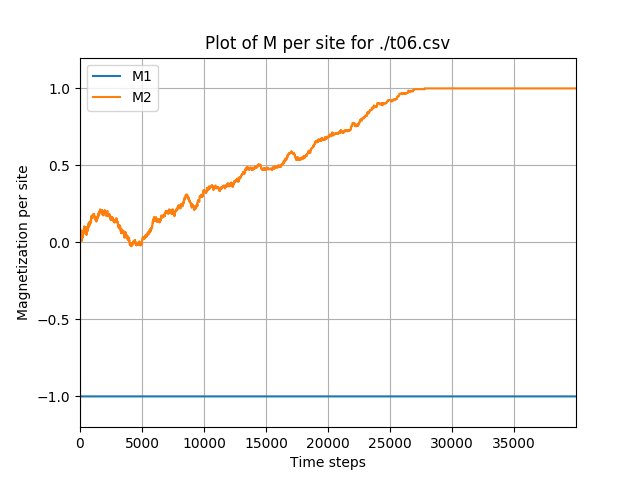 Plot of M per site for ./t06.csv
M1
M2
Magnetization per site
1.0
0.5
0.0
−0.5
−1.0
0 5000 10000 15000 20000 25000 30000 35000
Time steps